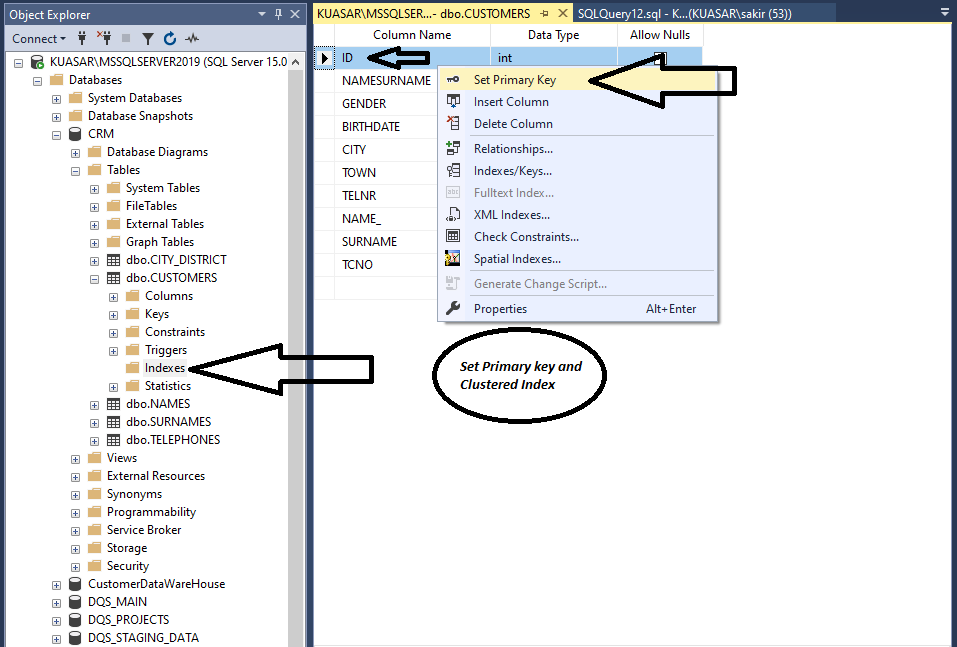 Object Explorer
Connect
KUASAR\MSSQLSERVER2019 (SQL Server 15.0
Databases
System Databases
Database Snapshots
CRM
Database Diagrams
Tables
System Tables
FileTables
External Tables
Graph Tables
dbo.CITY_DISTRICT
dbo.CUSTOMERS
Columns
Keys
Constraints
Triggers
Indexes
Statistics
dbo.NAMES
dbo.SURNAMES
dbo.TELEPHONES
Views
External Resources
Synonyms
Programmability
Service Broker
Storage
Security
CustomerDataWareHouse
DQS_MAIN
DQS_PROJECTS
DQS_STAGING_DATA
KUASAR\MSSQLSER...- dbo.CUSTOMERS
SQLQuery12.sql - K...(KUASAR\sakir (53))
Column Name Data Type Allow Nulls
ID int
NAMESURNAME
GENDER
BIRTHDATE
CITY
TOWN
TELNR
NAME_
SURNAME
TCNO
Set Primary Key
Insert Column
Delete Column
Relationships...
Indexes/Keys...
Fulltext Index...
XML Indexes...
Check Constraints...
Spatial Indexes...
Generate Change Script...
Properties Alt+Enter
Set Primary key and
Clustered Index